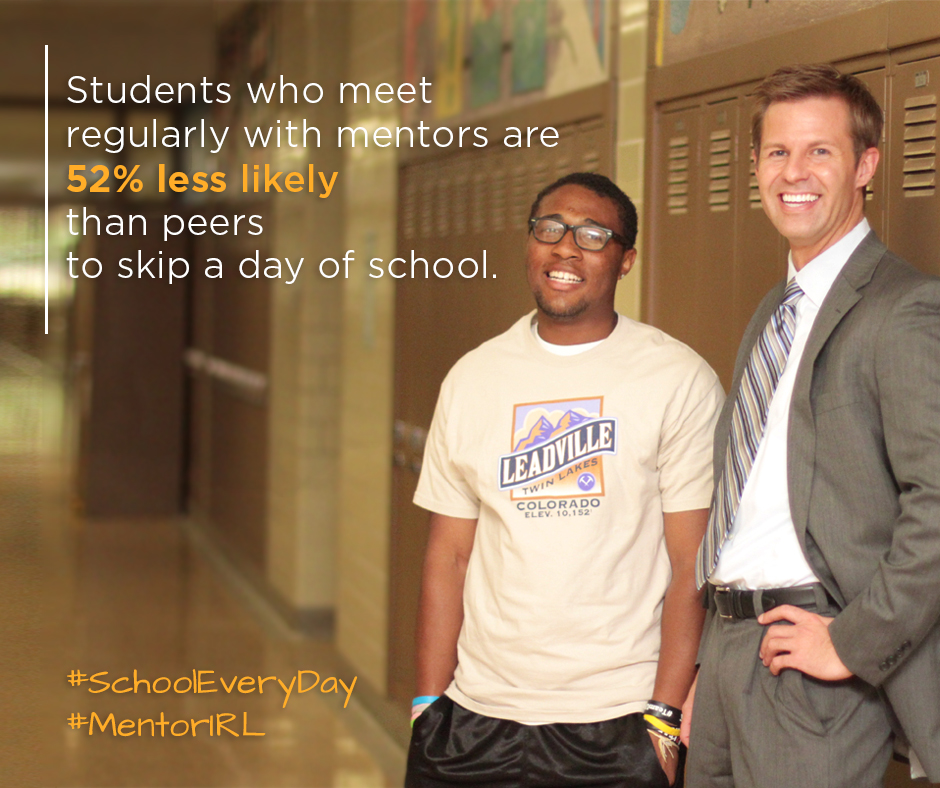 Students who meet
regularly with mentors are
52% less likely
than peers
to skip a day of school.
LEADVILLE
TWIN LAKES
COLORADO
ELEV. 10,152'
#SchoolEveryDay
#MentorIRL